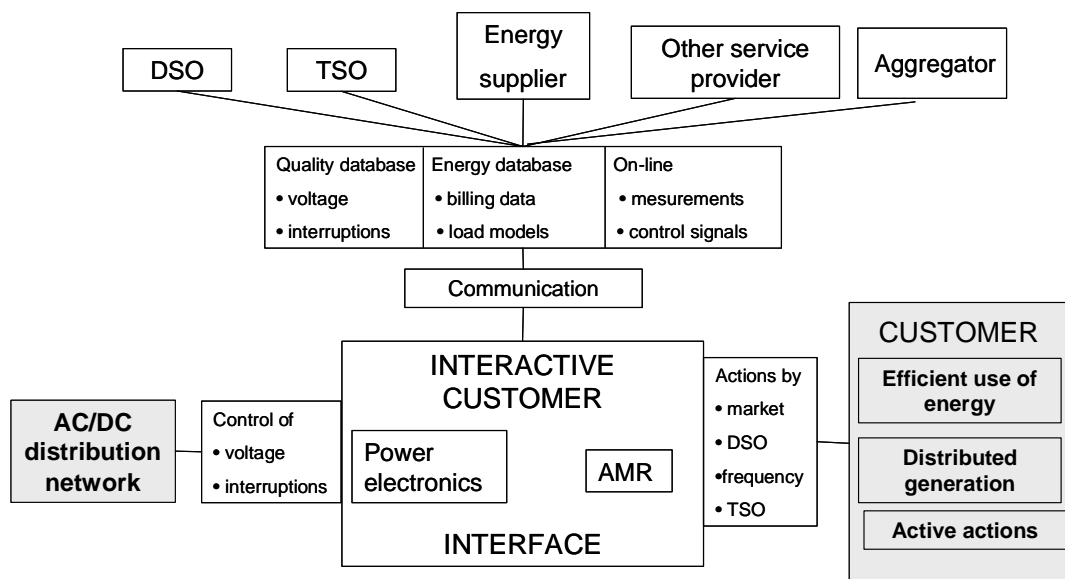 DSO
TSO
Energy
supplier
Other service
provider
Aggregator
Quality database
• voltage
• interruptions
Energy database
• billing data
• load models
On-line
• mesurements
• control signals
Communication
INTERACTIVE
CUSTOMER
Power
electronics
AMR
INTERFACE
AC/DC
distribution
network
Control of
• voltage
• interruptions
Actions by
• market
• DSO
•frequency
• TSO
CUSTOMER
Efficient use of
energy
Distributed
generation
Active actions